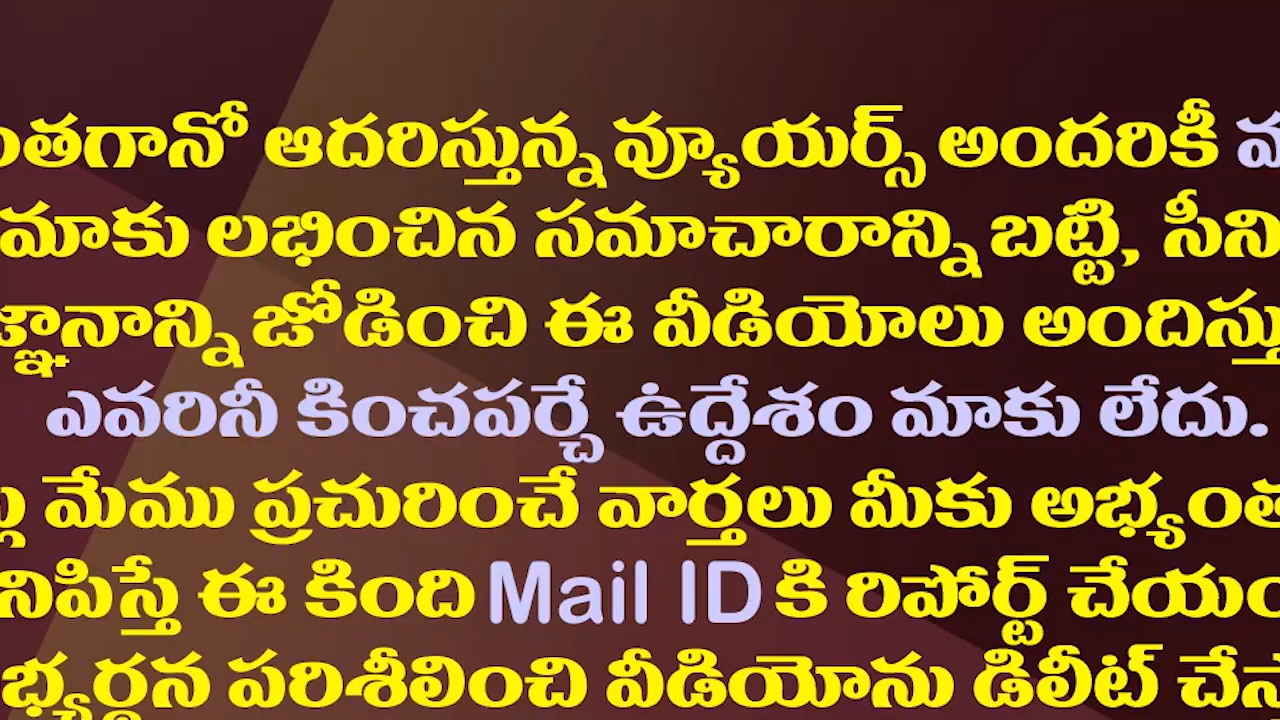 ఆదరిస్తున్న వ్యూయర్స్ అందరికీ
మాకు లభించిన సమాచారాన్ని బట్టి,
జోడించి ఈ వీడియోలు
ఎవరినీ కించపర్చే ఉద్దేశం మాకు లేదు.
మేము ప్రచురించే వార్తలు మీకు
ఈ కింది Mail ID కి రిపోర్ట్
పరిశీలించి వీడియోను డిలీట్